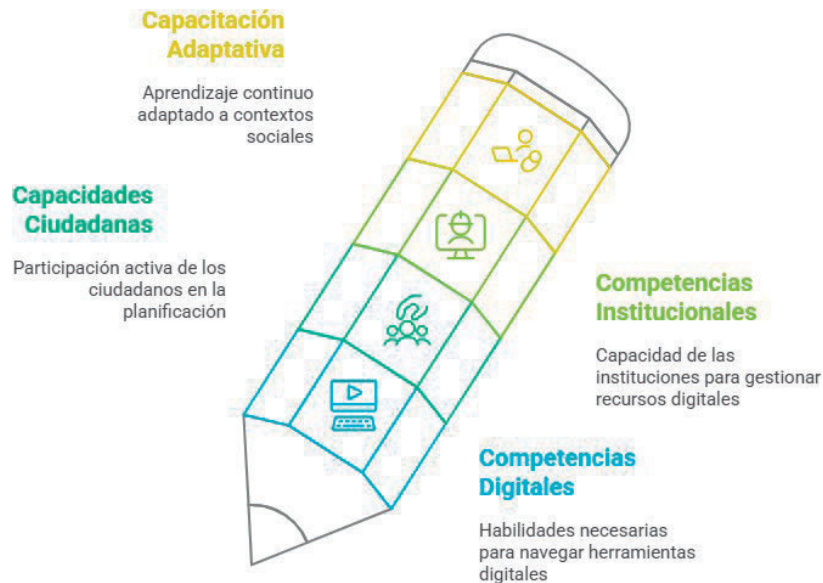 Capacitación
Adaptativa
Aprendizaje continuo
adaptado a contextos
sociales
Capacidades
Ciudadanas
Participación activa de los
ciudadanos en la
planificación
Competencias
Institucionales
Capacidad de las
instituciones para gestionar
recursos digitales
Competencias
Digitales
Habilidades necesarias
para navegar herramientas
digitales